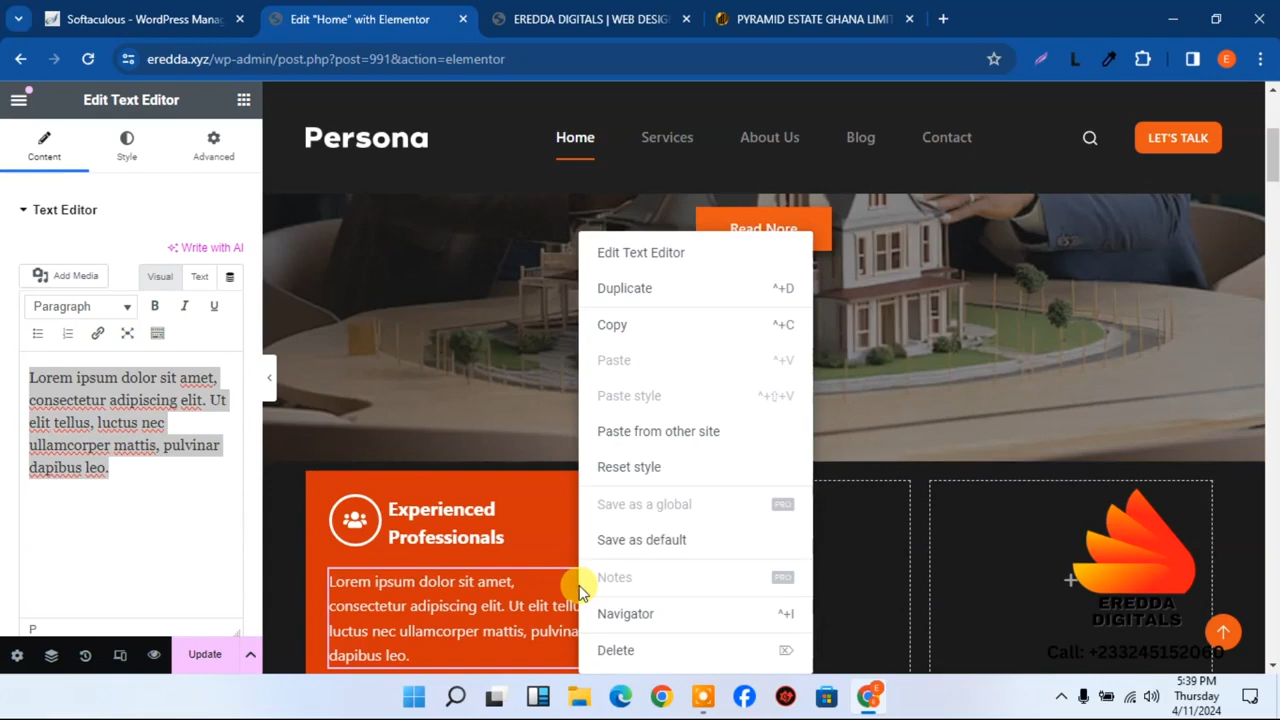 Softaculous - WordPress Mana
Edit "Home" with Elementor
EREDDA DIGITALS | WEB DESIG
PYRAMID ESTATE GHANA LIMIT
eredda.xyz/wp-admin/post.php?post=991&action=elementor
L
E
Edit Text Editor
Content
Style
Advanced
Text Editor
Write with AI
Add Media
Visual
Text
Paragraph
B
I
U
Lorem ipsum dolor sit amet,
consectetur adipiscing elit. Ut
elit tellus, luctus nec
ullamcorper mattis, pulvinar
dapibus leo.
P
Update
Persona
Home
Services
About Us
Blog
Contact
LET'S TALK
Read Nore
Edit Text Editor
Duplicate ^+D
Copy ^+C
Paste ^+V
Paste style ^+⇧+V
Paste from other site
Reset style
Save as a global PRO
Save as default
Notes PRO
Navigator ^+I
Delete
Experienced
Professionals
Lorem ipsum dolor sit amet,
consectetur adipiscing elit. Ut elit tellu
luctus nec ullamcorper mattis, pulvina
dapibus leo.
EREDDA
DIGITALS
Call: +233245152060
E
5:39 PM
Thursday
4/11/2024